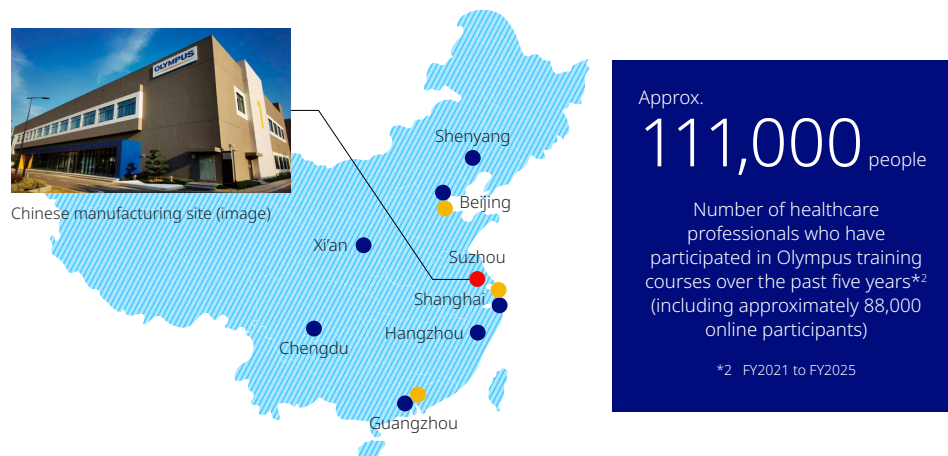 OLYMPUS
Chinese manufacturing site (image)
Shenyang
Beijing
Xi'an
Suzhou
Shanghai
Hangzhou
Chengdu
Guangzhou
Approx.
111,000 people
Number of healthcare
professionals who have
participated in Olympus training
courses over the past five years*2
(including approximately 88,000
online participants)
*2 FY2021 to FY2025